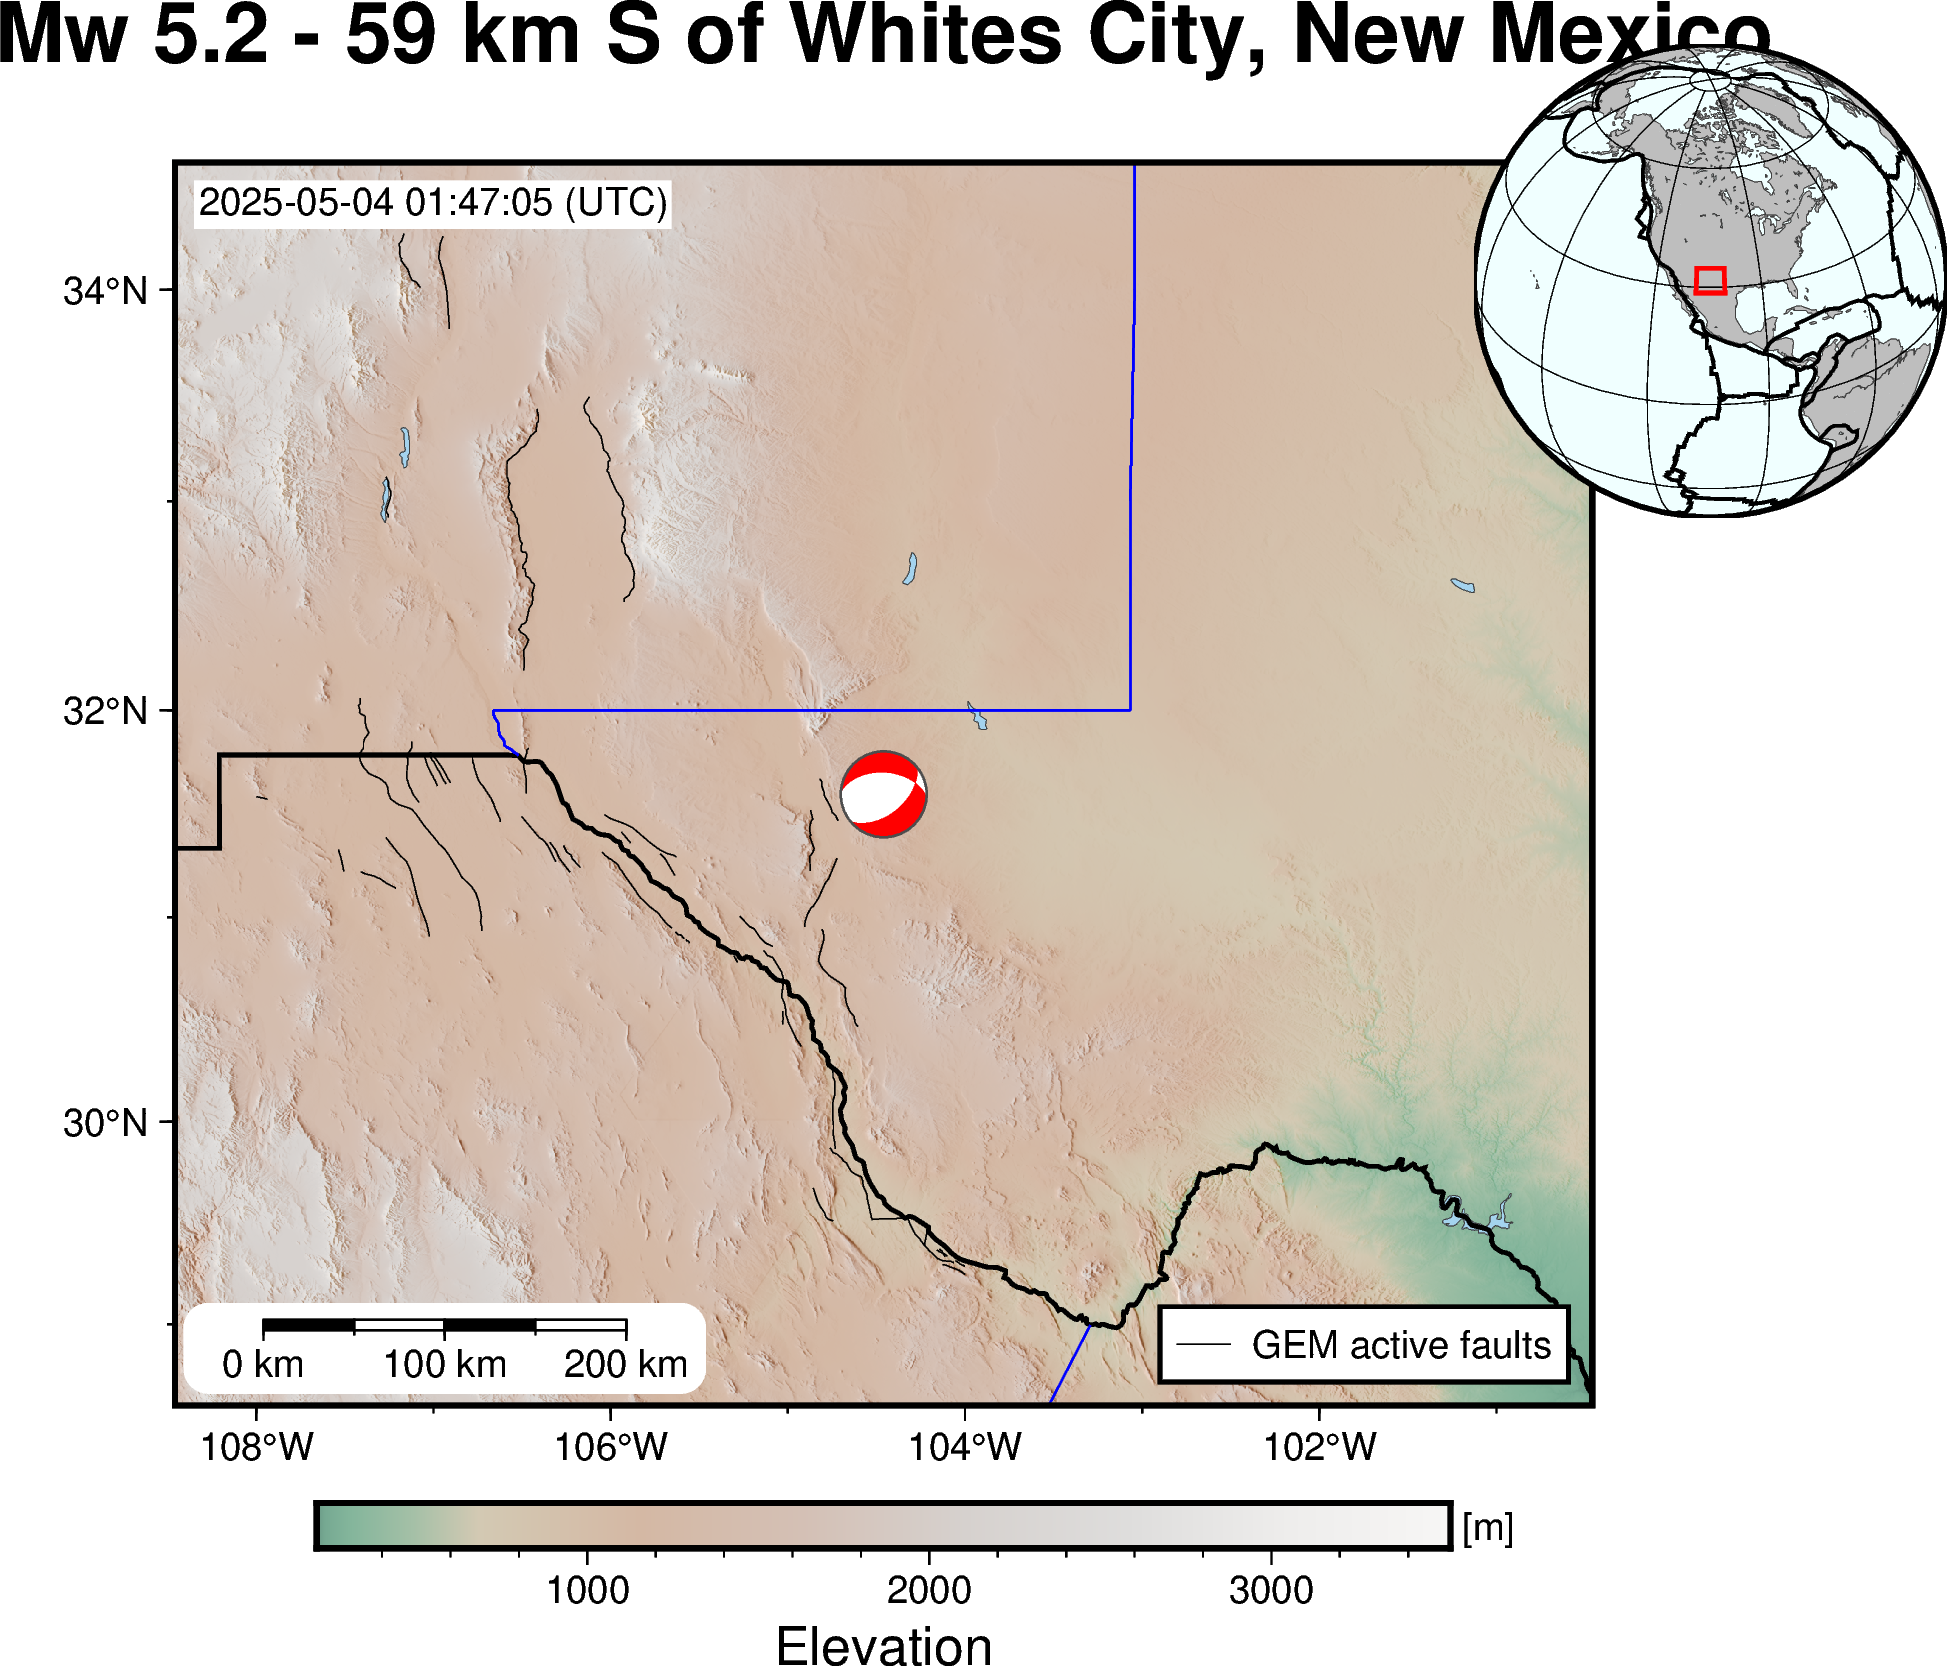 Mw 5.2 - 59 km S of Whites City, New Mexico
2025-05-04 01:47:05 (UTC)
34°N
32°N
30°N
0 km 100 km 200 km
GEM active faults
108°W 106°W 104°W 102°W
[m]
1000 2000 3000
Elevation